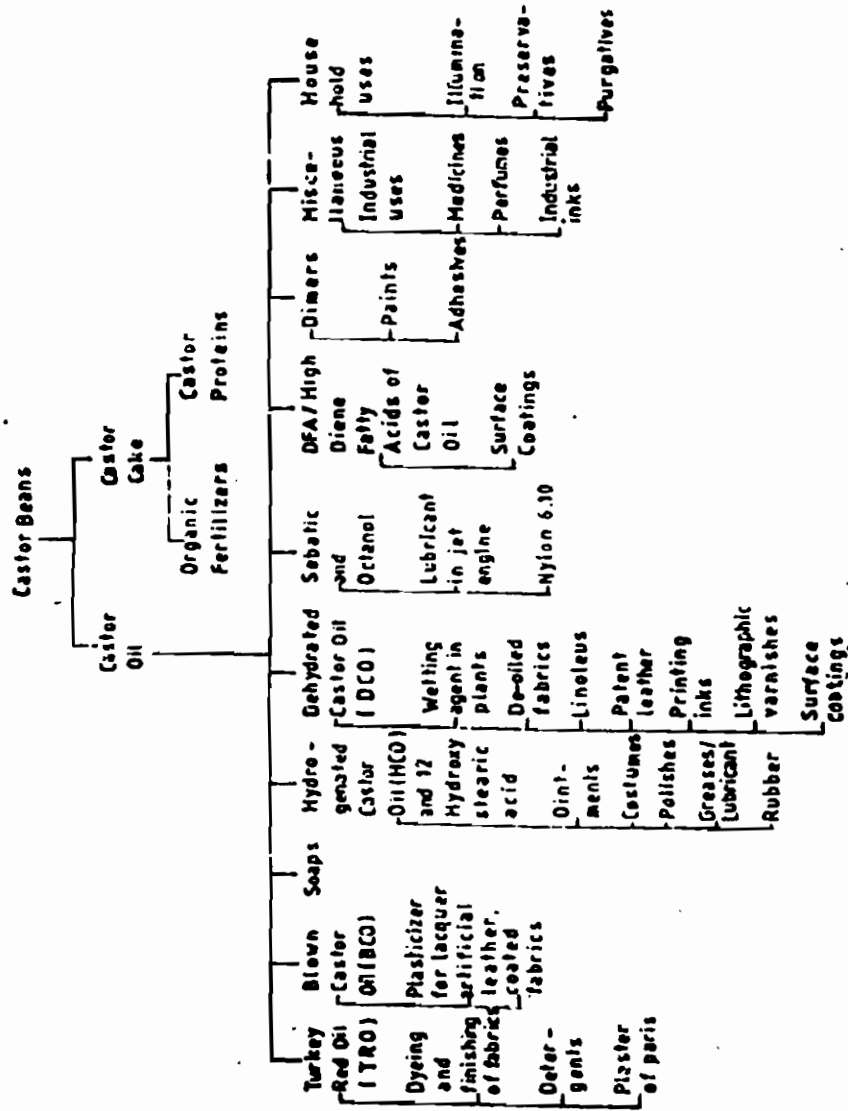 Castor Beans
Castor
Oil
Castor
Cake
Organic
Fertilizers
Castor
Proteins
Turkey
Red Oil
(TRO)
Dyeing
and
finishing
of fabrics
Deter-
gents
Plaster
of paris
Blown
Castor
Oil(BCO)
Plasticizer
for lacquer
artificial
leather,
coated
fabrics
Soaps
Hydro-
genated
Castor
Oil(HCO)
and 12
Hydroxy
stearic
acid
Oint-
ments
Costumes
Polishes
Greases/
Lubricant
Rubber
Dehydrated
Castor Oil
(DCO)
Wetting
agent in
plants
De-oiled
fabrics
Linoleus
Patent
leather
Printing
inks
Lithographic
varnishes
Surface
coatings
Sebatic
and
Octanol
Lubricant
in jet
engine
Nylon 6.10
DFA/High
Diene
Fatty
Acids of
Castor
Oil
Surface
Coatings
Dimers
Paints
Adhesives
Misce-
llaneous
Industrial
uses
Medicines
Perfumes
Industrial
inks
House
hold
uses
Illumina-
tion
Preserva-
tives
Purgatives